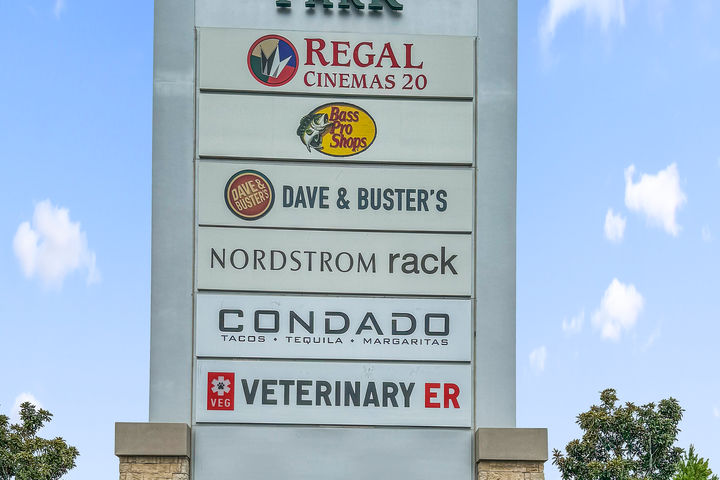 PARK
REGAL
CINEMAS 20
Bass
Pro
Shops
DAVE &
BUSTER'S
DAVE & BUSTER'S
NORDSTROM rack
CONDADO
TACOS • TEQUILA • MARGARITAS
VEG
VETERINARY ER